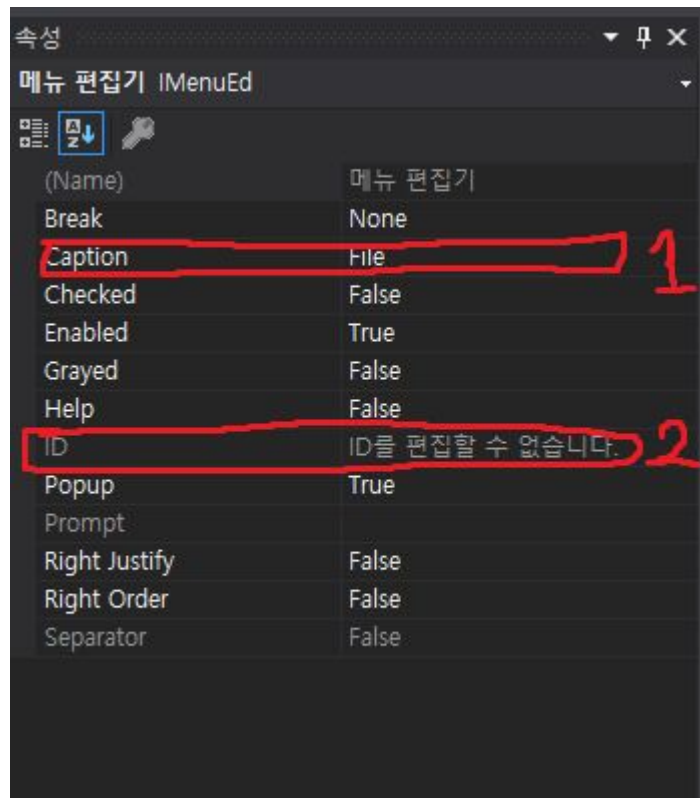 속성
메뉴 편집기 IMenuEd
(Name) 메뉴 편집기
Break None
Caption File 1
Checked False
Enabled True
Grayed False
Help False
ID ID를 편집할 수 없습니다. 2
Popup True
Prompt
Right Justify False
Right Order False
Separator False